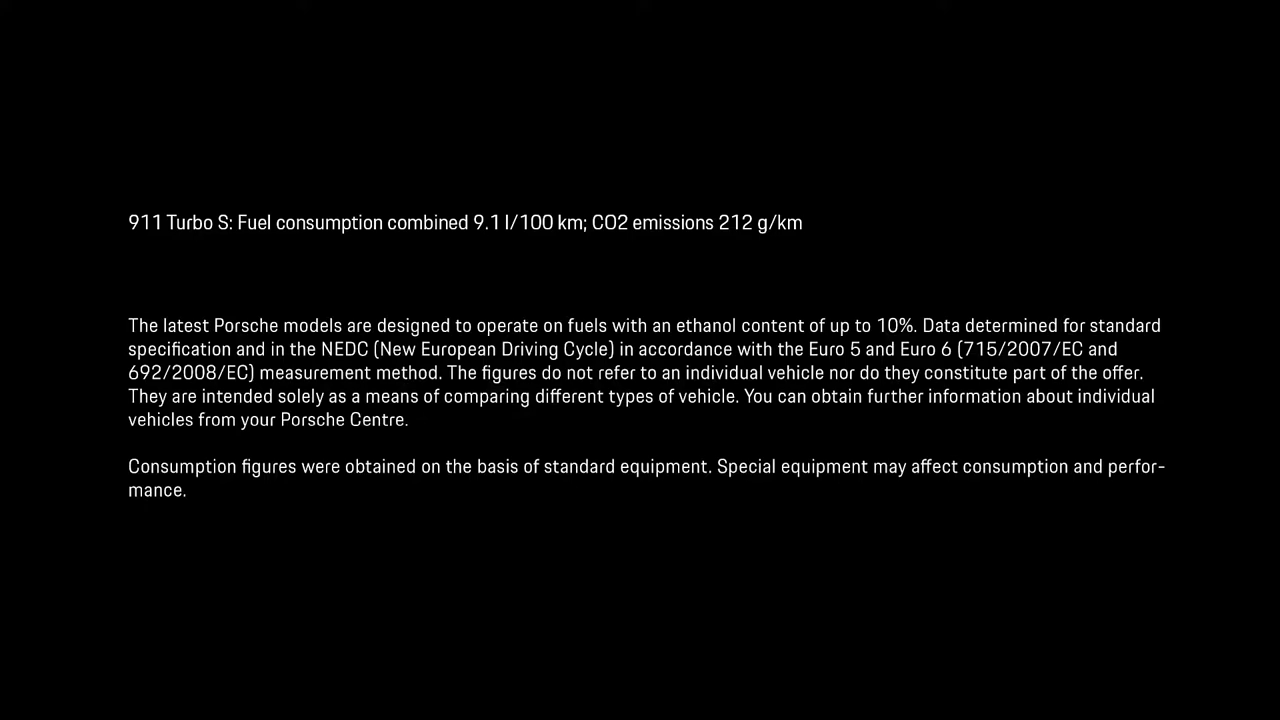 911 Turbo S: Fuel consumption combined 9.1 l/100 km; CO2 emissions 212 g/km
The latest Porsche models are designed to operate on fuels with an ethanol content of up to 10%. Data determined for standard
specification and in the NEDC (New European Driving Cycle) in accordance with the Euro 5 and Euro 6 (715/2007/EC and
692/2008/EC) measurement method. The figures do not refer to an individual vehicle nor do they constitute part of the offer.
They are intended solely as a means of comparing different types of vehicle. You can obtain further information about individual
vehicles from your Porsche Centre.
Consumption figures were obtained on the basis of standard equipment. Special equipment may affect consumption and perfor-
mance.